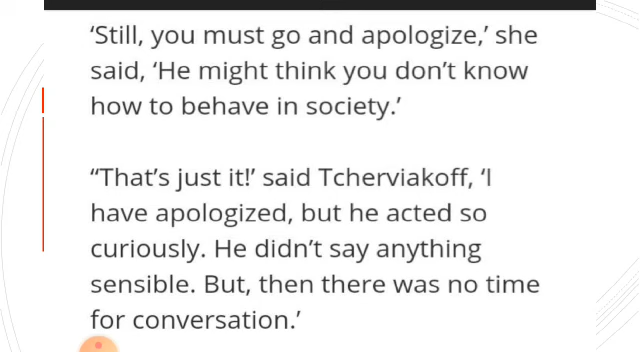 ‘Still, you must go and apologize,’ she
said, ‘He might think you don’t know
how to behave in society.’
“That’s just it!’ said Tcherviakoff, ‘I
have apologized, but he acted so
curiously. He didn’t say anything
sensible. But, then there was no time
for conversation.’